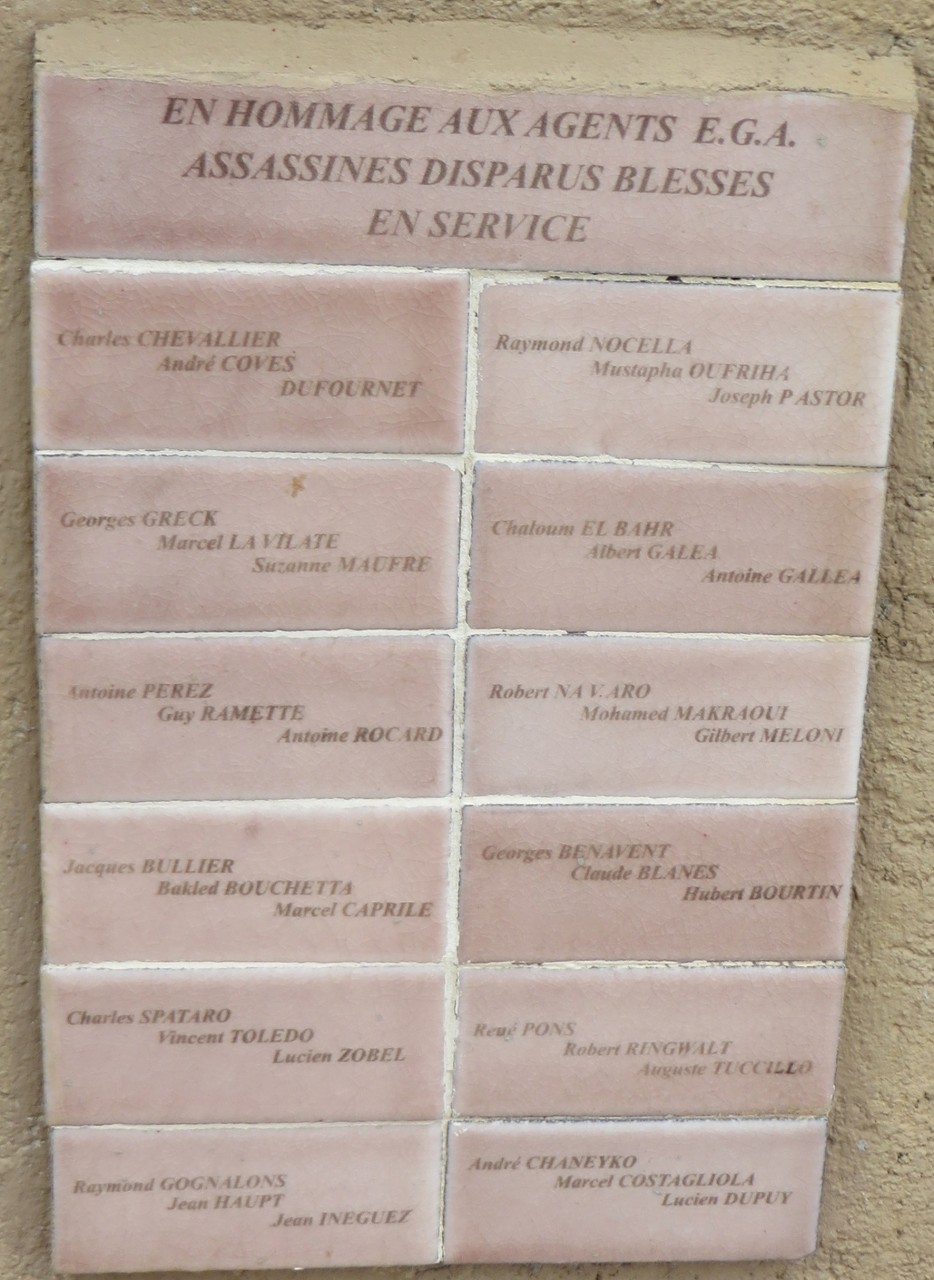 EN HOMMAGE AUX AGENTS E.G.A.
ASSASSINES DISPARUS BLESSES
EN SERVICE
Charles CHEVALLIER
André COVES
DUFOURNET
Raymond NOCELLA
Mustapha OUFRIHA
Joseph PASTOR
Georges GRECK
Marcel LA VILATE
Suzanne MAUFRE
Chaloum EL BAHR
Albert GALEA
Antoine GALLEA
Antoine PEREZ
Guy RAMETTE
Antoine ROCARD
Robert NAV.ARO
Mohamed MAKRAOUI
Gilbert MELONI
Jacques BULLIER
Bakled BOUCHETTA
Marcel CAPRILE
Georges BENAVENT
Claude BLANES
Hubert BOURTIN
Charles SPATARO
Vincent TOLEDO
Lucien ZOBEL
René PONS
Robert RINGWALT
Auguste TUCCILLO
Raymond GOGNALONS
Jean HAUPT
Jean INEGUEZ
André CHANEYKO
Marcel COSTAGLIOLA
Lucien DUPUY